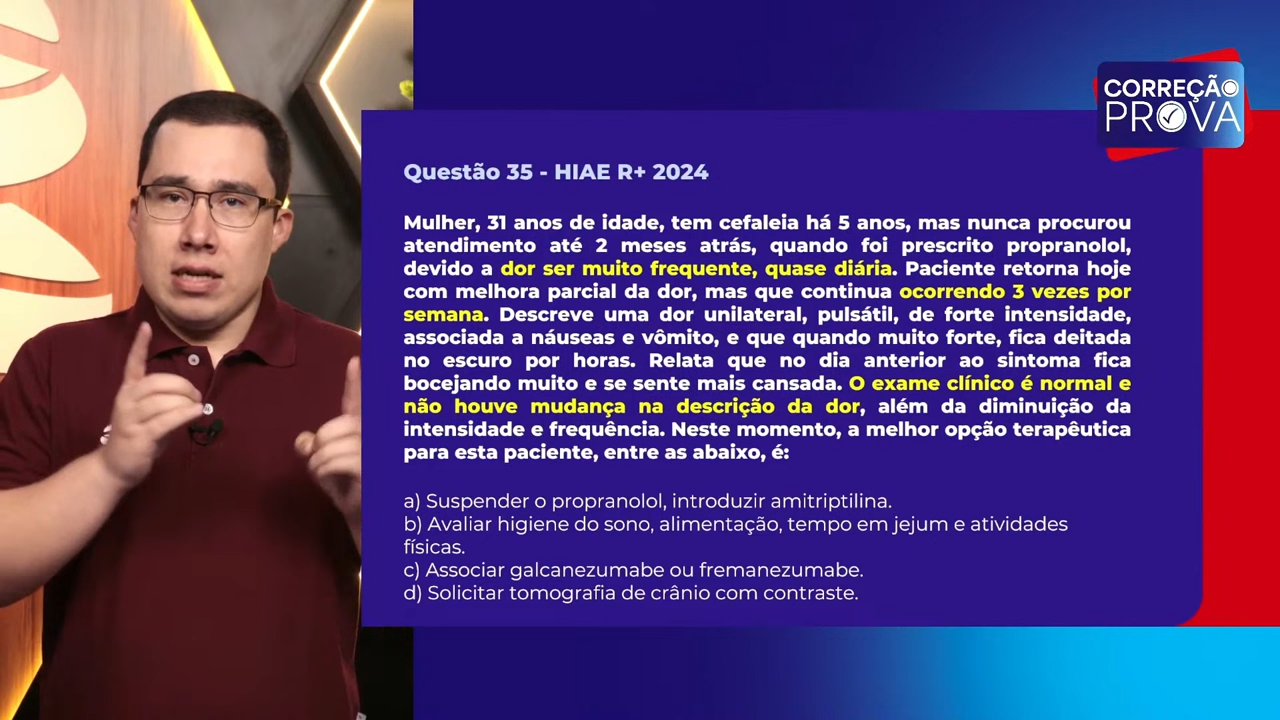 CORREÇÃO
PROVA
Questão 35 - HIAE R+ 2024
Mulher, 31 anos de idade, tem cefaleia há 5 anos, mas nunca procurou
atendimento até 2 meses atrás, quando foi prescrito propranolol,
devido a dor ser muito frequente, quase diária. Paciente retorna hoje
com melhora parcial da dor, mas que continua ocorrendo 3 vezes por
semana. Descreve uma dor unilateral, pulsátil, de forte intensidade,
associada a náuseas e vômito, e que quando muito forte, fica deitada
no escuro por horas. Relata que no dia anterior ao sintoma fica
bocejando muito e se sente mais cansada. O exame clínico é normal e
não houve mudança na descrição da dor, além da diminuição da
intensidade e frequência. Neste momento, a melhor opção terapêutica
para esta paciente, entre as abaixo, é:
a) Suspender o propranolol, introduzir amitriptilina.
b) Avaliar higiene do sono, alimentação, tempo em jejum e atividades
físicas.
c) Associar galcanezumabe ou fremanezumabe.
d) Solicitar tomografia de crânio com contraste.